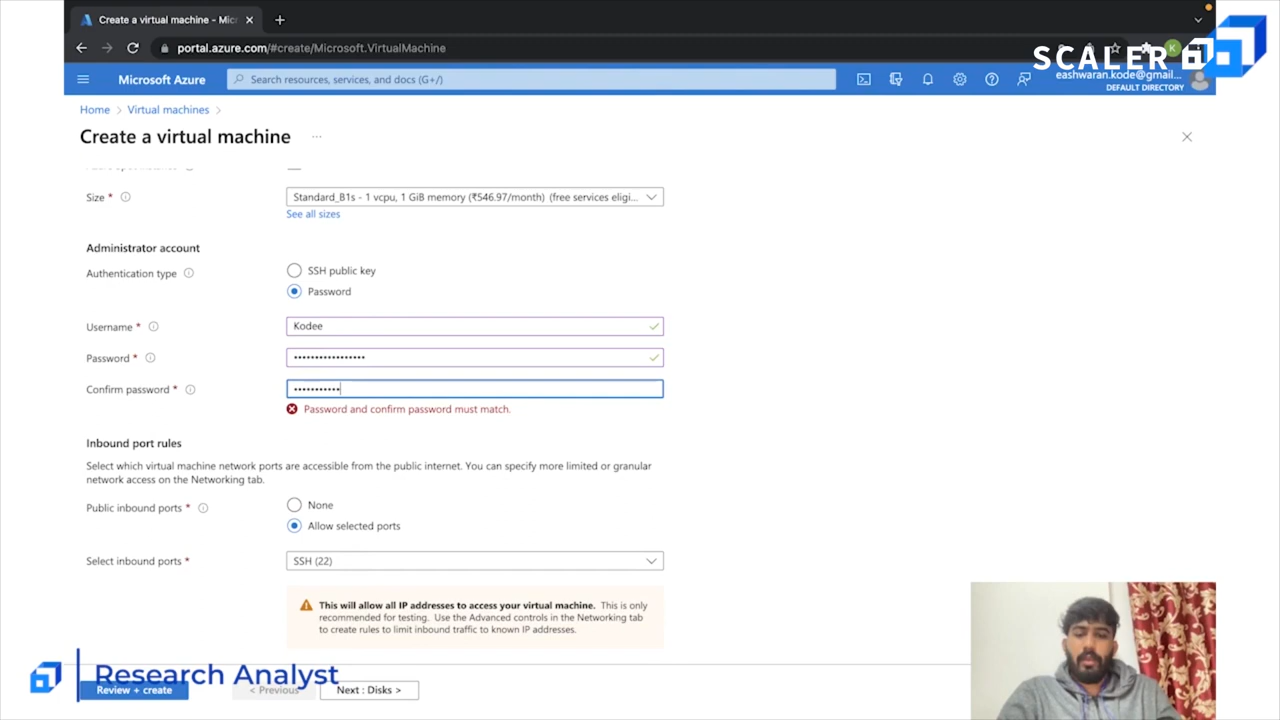 Create a virtual machine - Mic
portal.azure.com/#create/Microsoft.VirtualMachine
SCALER
K
Microsoft Azure
Search resources, services, and docs (G+/)
eashwaran.kode@gmail...
DEFAULT DIRECTORY
Home > Virtual machines >
Create a virtual machine ...
Size *
Standard_B1s - 1 vcpu, 1 GiB memory (₹546.97/month) (free services eligi...
See all sizes
Administrator account
Authentication type
SSH public key
Password
Username *
Kodee
Password *
•••••••••••••••••
Confirm password *
•••••••••••
Password and confirm password must match.
Inbound port rules
Select which virtual machine network ports are accessible from the public internet. You can specify more limited or granular
network access on the Networking tab.
Public inbound ports *
None
Allow selected ports
Select inbound ports *
SSH (22)
This will allow all IP addresses to access your virtual machine. This is only
recommended for testing. Use the Advanced controls in the Networking tab
to create rules to limit inbound traffic to known IP addresses.
Research Analyst
Review + create
< Previous
Next : Disks >